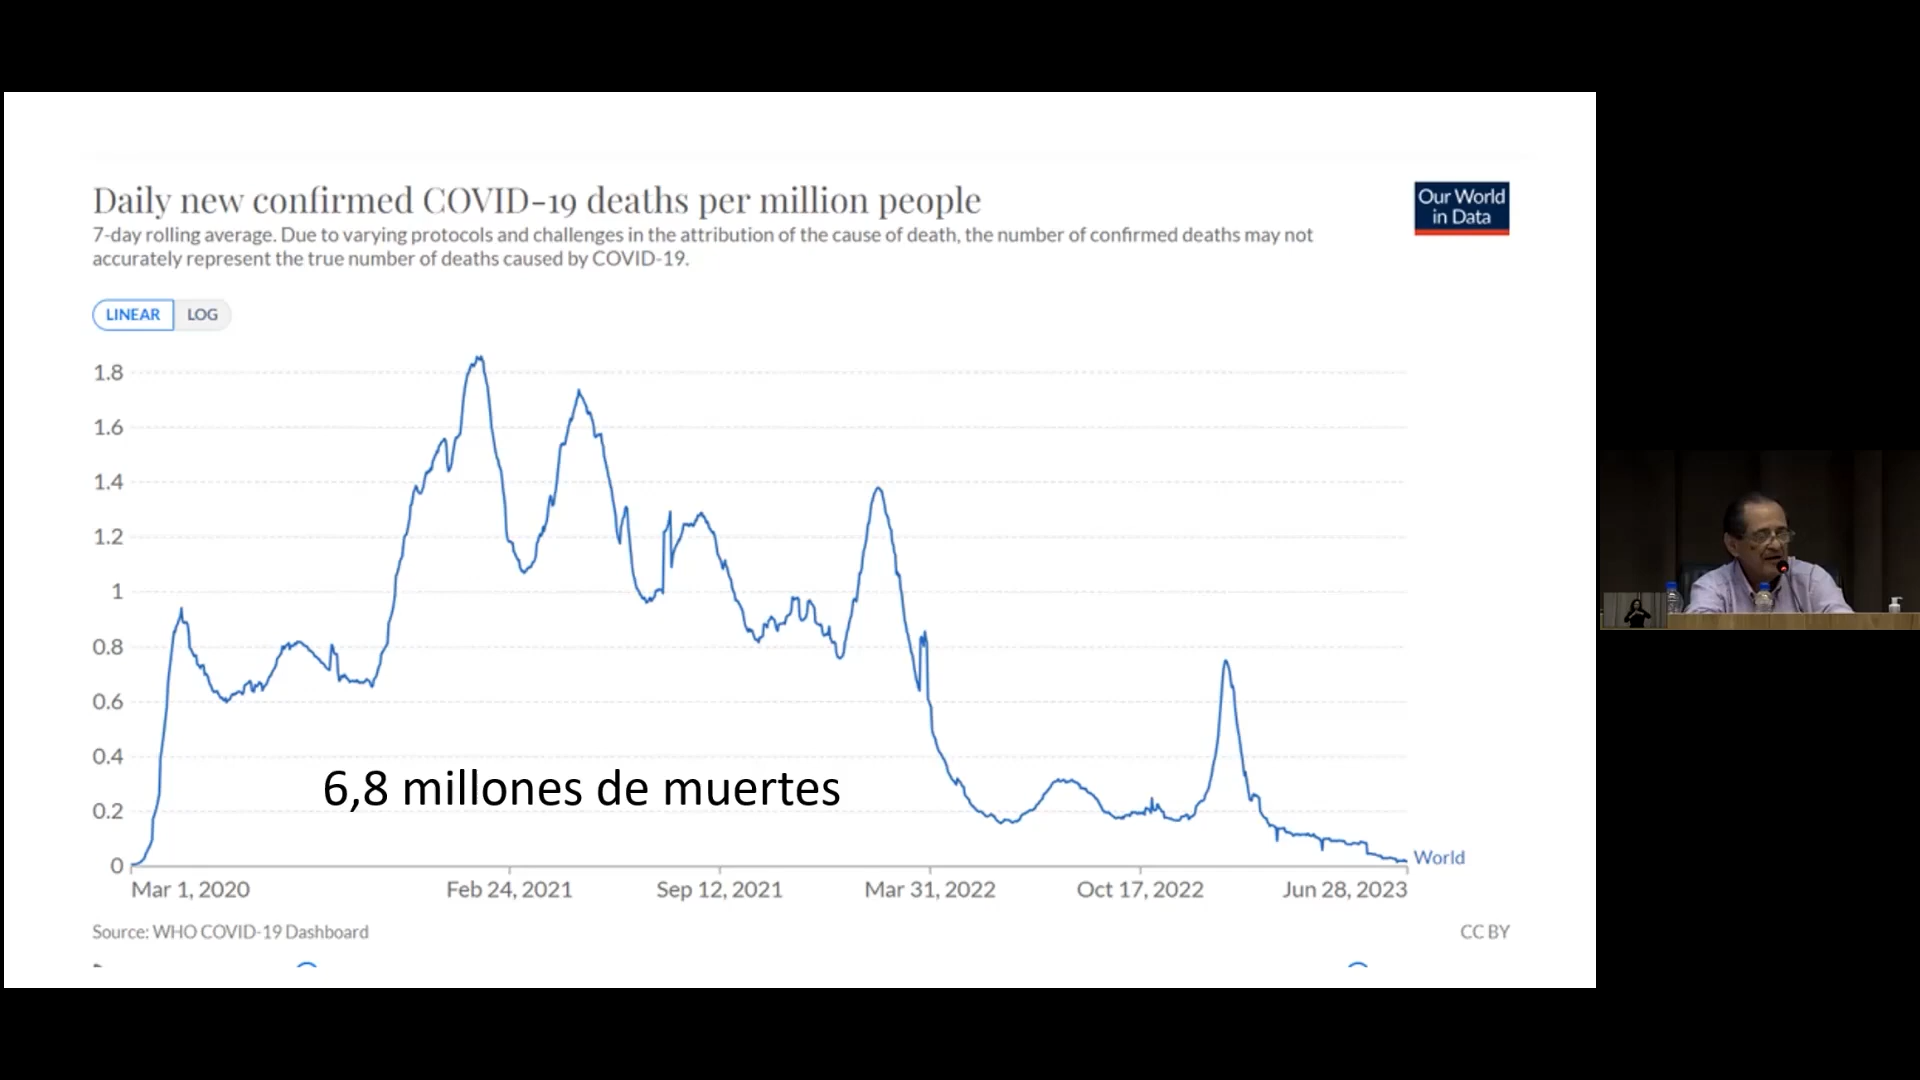 Daily new confirmed COVID-19 deaths per million people
Our World
in Data
7-day rolling average. Due to varying protocols and challenges in the attribution of the cause of death, the number of confirmed deaths may not
accurately represent the true number of deaths caused by COVID-19.
LINEAR LOG
1.8
1.6
1.4
1.2
1
0.8
0.6
0.4
6,8 millones de muertes
0.2
0
World
Mar 1, 2020 Feb 24, 2021 Sep 12, 2021 Mar 31, 2022 Oct 17, 2022 Jun 28, 2023
Source: WHO COVID-19 Dashboard
CC BY